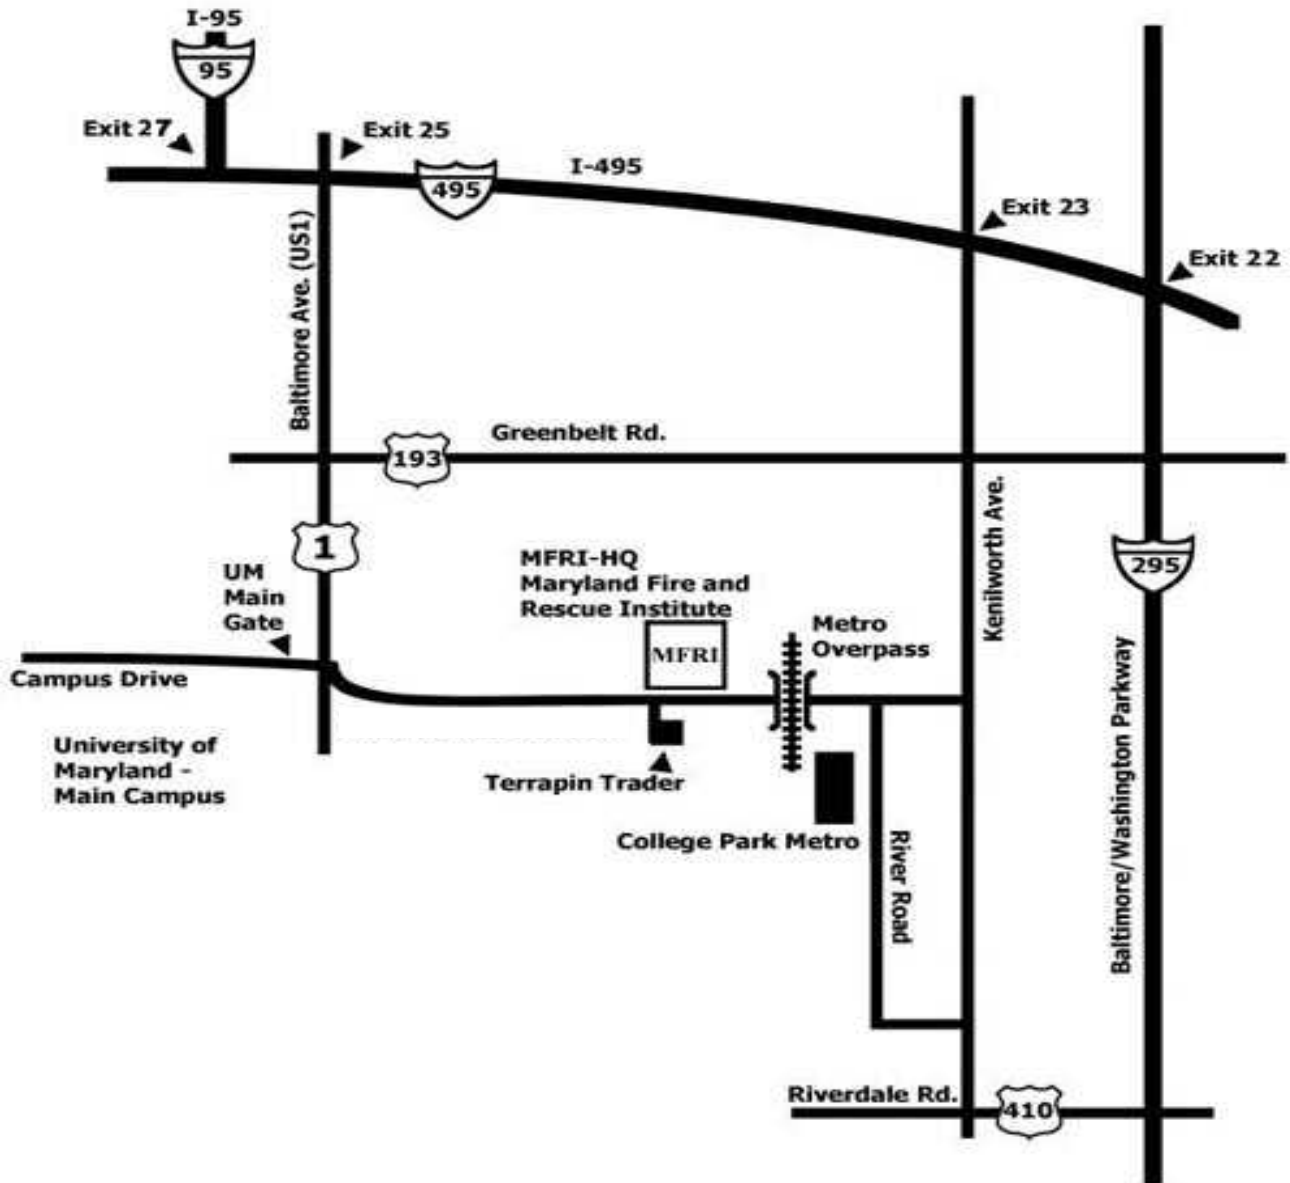 I-95
95
Exit 27
Exit 25
I-495
495
Exit 23
Exit 22
Baltimore Ave. (US1)
Greenbelt Rd.
193
Kenilworth Ave.
1
295
UM
Main
Gate
MFRI-HQ
Maryland Fire and
Rescue Institute
MFRI
Metro
Overpass
Campus Drive
Baltimore/Washington Parkway
University of
Maryland -
Main Campus
Terrapin Trader
College Park Metro
River Road
Riverdale Rd.
410